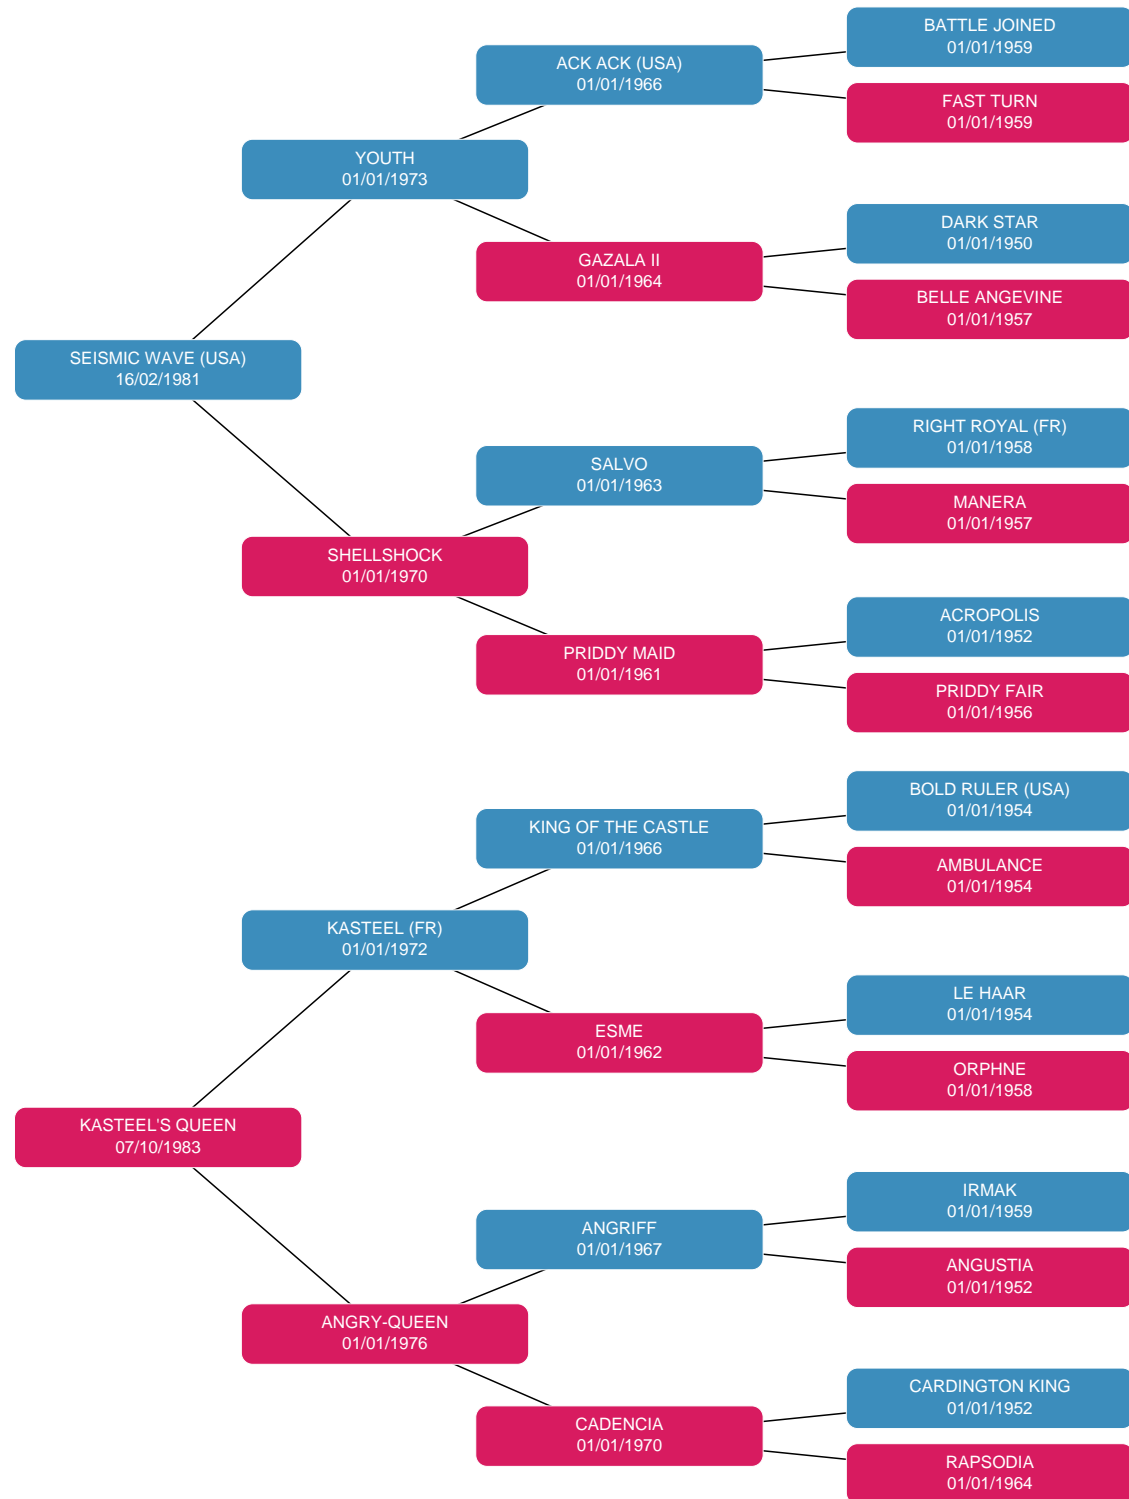 BATTLE JOINED
01/01/1959
ACK ACK (USA)
01/01/1966
FAST TURN
01/01/1959
YOUTH
01/01/1973
DARK STAR
01/01/1950
GAZALA II
01/01/1964
BELLE ANGEVINE
01/01/1957
SEISMIC WAVE (USA)
16/02/1981
RIGHT ROYAL (FR)
01/01/1958
SALVO
01/01/1963
MANERA
01/01/1957
SHELLSHOCK
01/01/1970
ACROPOLIS
01/01/1952
PRIDDY MAID
01/01/1961
PRIDDY FAIR
01/01/1956
BOLD RULER (USA)
01/01/1954
KING OF THE CASTLE
01/01/1966
AMBULANCE
01/01/1954
KASTEEL (FR)
01/01/1972
LE HAAR
01/01/1954
ESME
01/01/1962
ORPHNE
01/01/1958
KASTEEL'S QUEEN
07/10/1983
IRMAK
01/01/1959
ANGRIFF
01/01/1967
ANGUSTIA
01/01/1952
ANGRY-QUEEN
01/01/1976
CARDINGTON KING
01/01/1952
CADENCIA
01/01/1970
RAPSODIA
01/01/1964